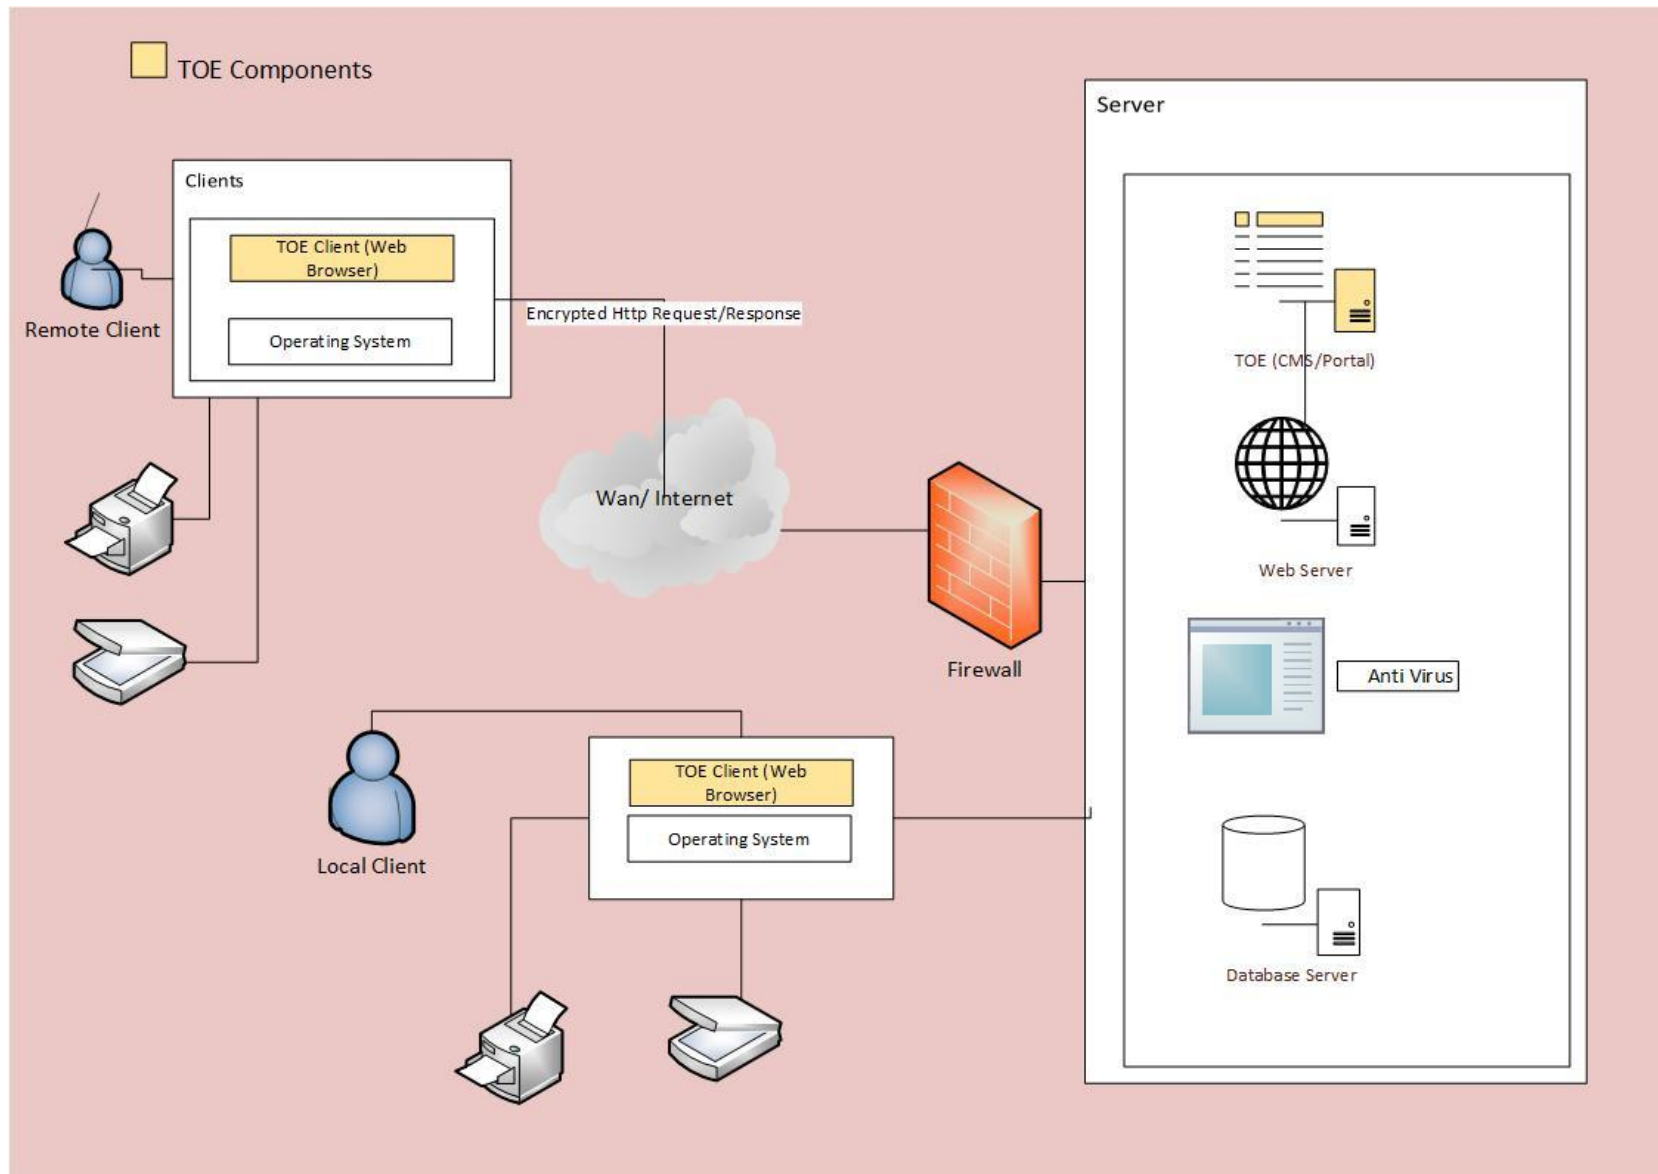 TOE Components
Server
Clients
TOE Client (Web
Browser)
Operating System
Remote Client
Encrypted Http Request/Response
TOE (CMS/Portal)
Wan/ Internet
Web Server
Firewall
Anti Virus
TOE Client (Web
Browser)
Operating System
Local Client
Database Server